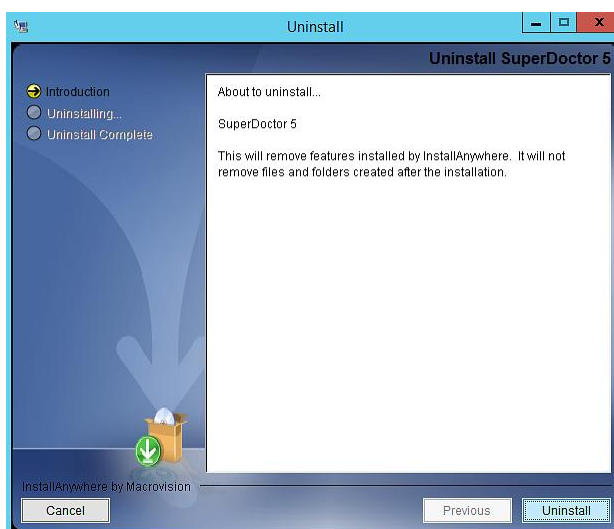 Uninstall
X
Uninstall SuperDoctor 5
Introduction
Uninstalling...
Uninstall Complete
About to uninstall...
SuperDoctor 5
This will remove features installed by InstallAnywhere.  It will not
remove files and folders created after the installation.
InstallAnywhere by Macrovision
Cancel
Previous
Uninstall